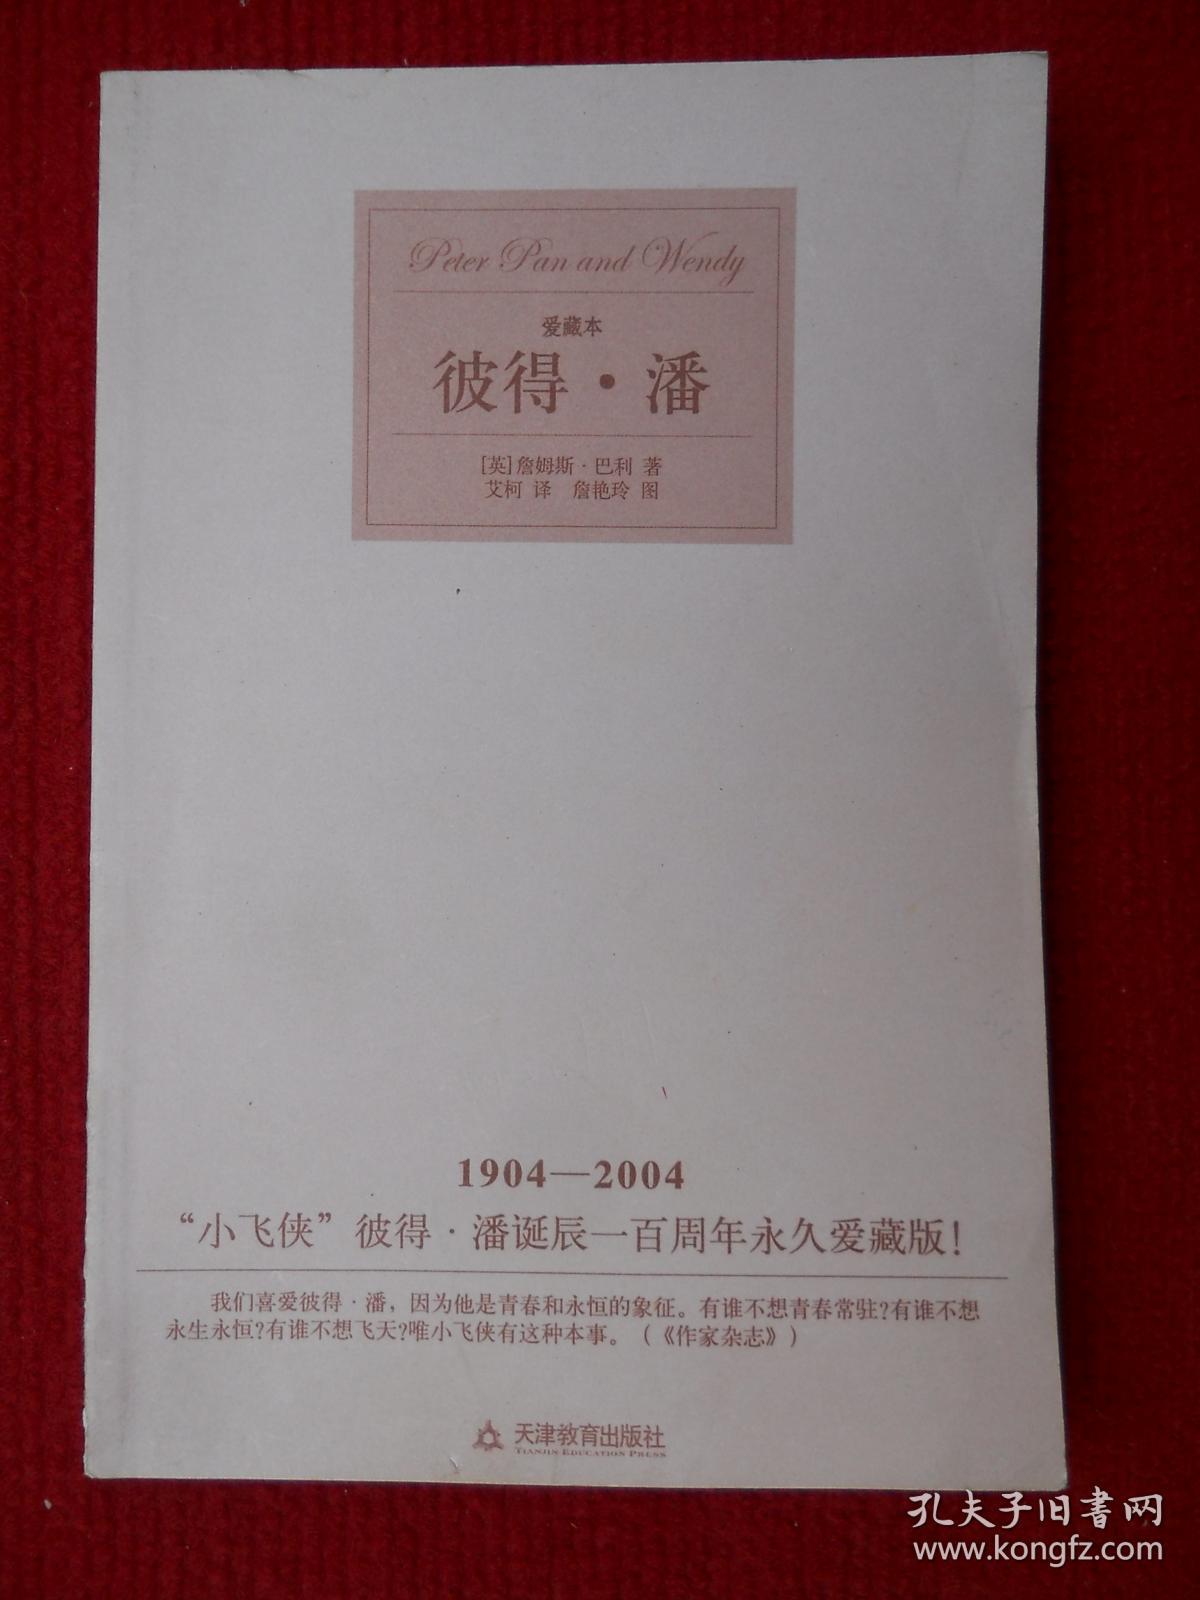 Peter Pan and Wendy
爱藏本
彼得·潘
[英]詹姆斯·巴利 著
艾柯 译 詹艳玲 图
1904—2004
“小飞侠”彼得·潘诞辰一百周年永久爱藏版!
我们喜爱彼得·潘，因为他是青春和永恒的象征。有谁不想青春常驻?有谁不想
永生永恒?有谁不想飞天?唯小飞侠有这种本事。（《作家杂志》）
天津教育出版社
TIANJIN EDUCATION PRESS
孔夫子旧书网
www.kongfz.com